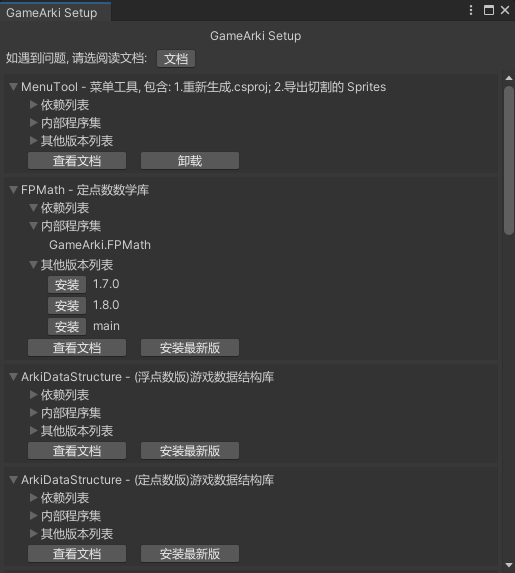 GameArki Setup
GameArki Setup
如遇到问题, 请选阅读文档: 文档
MenuTool - 菜单工具, 包含: 1.重新生成.csproj; 2.导出切割的 Sprites
依赖列表
内部程序集
其他版本列表
查看文档 卸载
FPMath - 定点数数学库
依赖列表
内部程序集
GameArki.FPMath
其他版本列表
安装 1.7.0
安装 1.8.0
安装 main
查看文档 安装最新版
ArkiDataStructure - (浮点数版)游戏数据结构库
依赖列表
内部程序集
其他版本列表
查看文档 安装最新版
ArkiDataStructure - (定点数版)游戏数据结构库
依赖列表
内部程序集
其他版本列表
查看文档 安装最新版